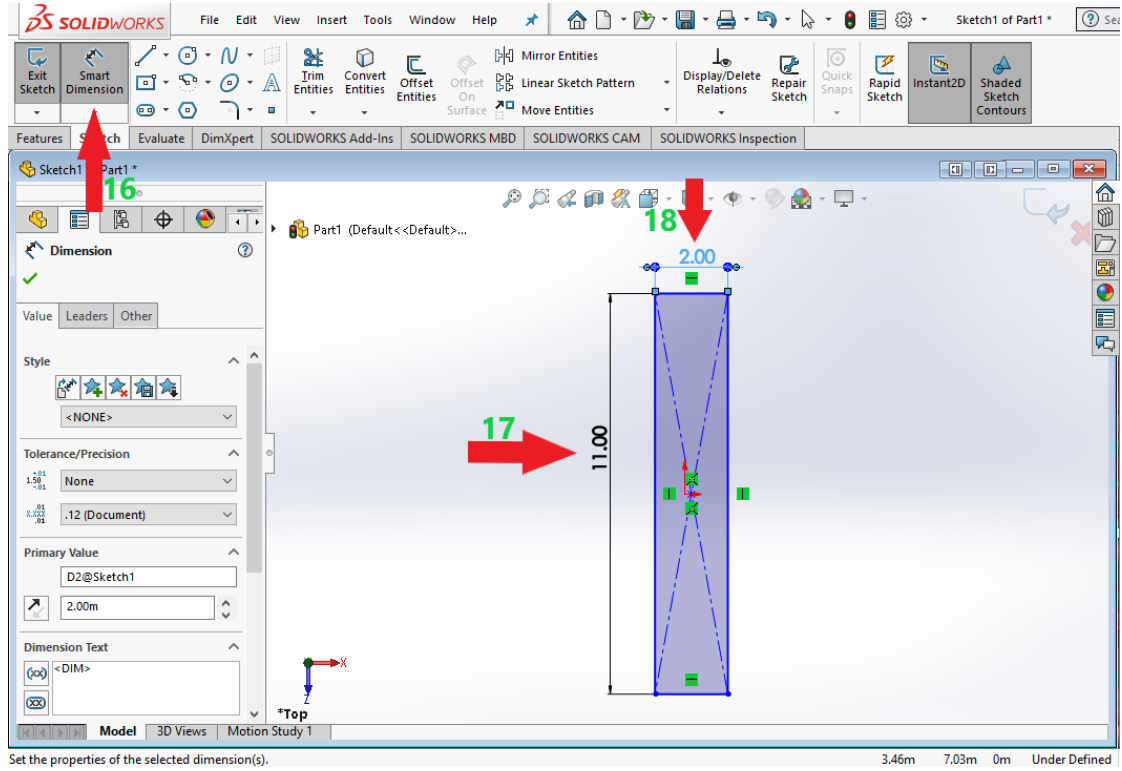 SOLIDWORKS File Edit View Insert Tools Window Help Sketch1 of Part1 * ?
Exit Sketch
Smart Dimension
Trim Entities
Convert Entities
Offset Entities
Offset On Surface
Mirror Entities
Linear Sketch Pattern
Move Entities
Display/Delete Relations
Repair Sketch
Quick Snaps
Rapid Sketch
Instant2D
Shaded Sketch Contours
Features Sketch Evaluate DimXpert SOLIDWORKS Add-Ins SOLIDWORKS MBD SOLIDWORKS CAM SOLIDWORKS Inspection
Sketch1 Part1 *
16
18
Part1 (Default<<Default>...
Dimension ?
2.00
Value Leaders Other
Style
<NONE>
17
11.00
Tolerance/Precision
None
.12 (Document)
Primary Value
D2@Sketch1
2.00m
Dimension Text
<DIM>
X
Z
*Top
Model 3D Views Motion Study 1
Set the properties of the selected dimension(s). 3.46m 7.03m 0m Under Defined